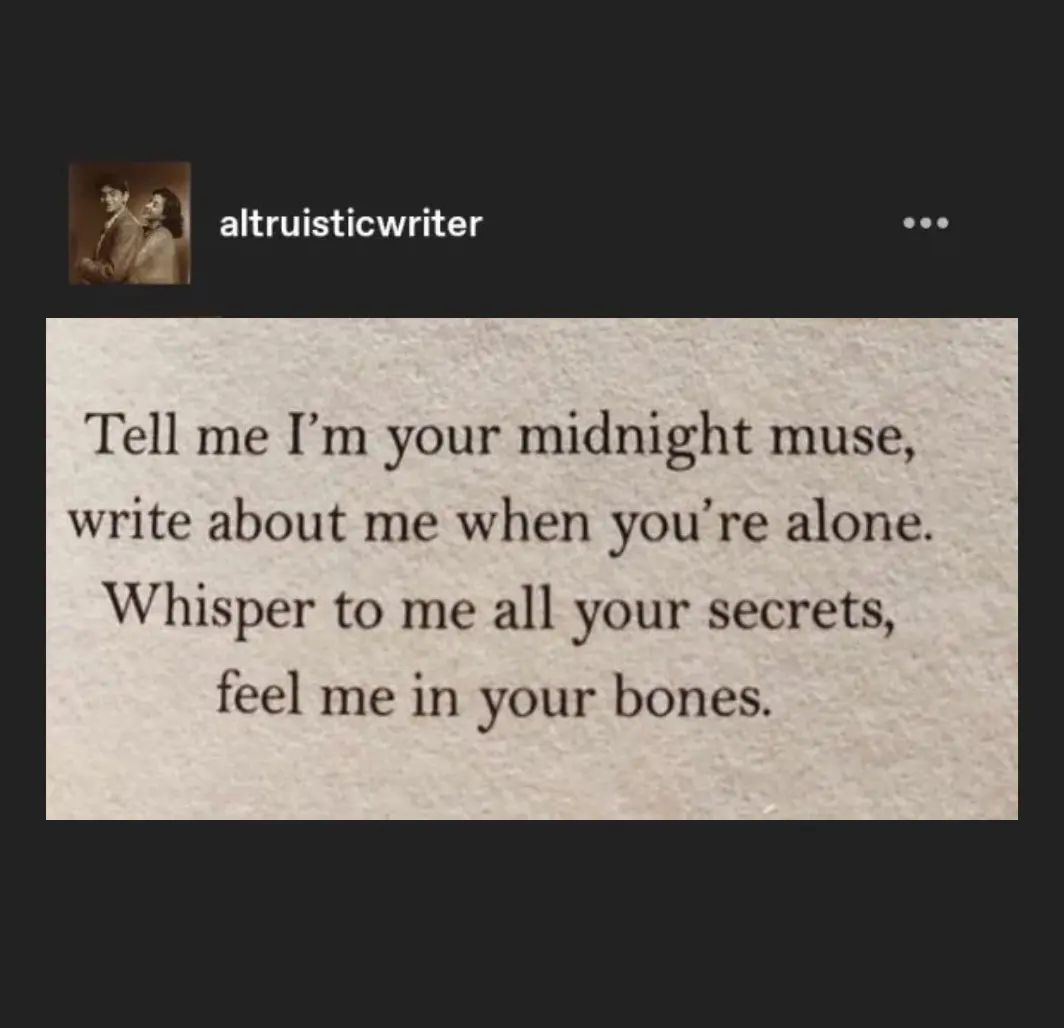 altruisticwriter
Tell me I’m your midnight muse,
write about me when you’re alone.
Whisper to me all your secrets,
feel me in your bones.